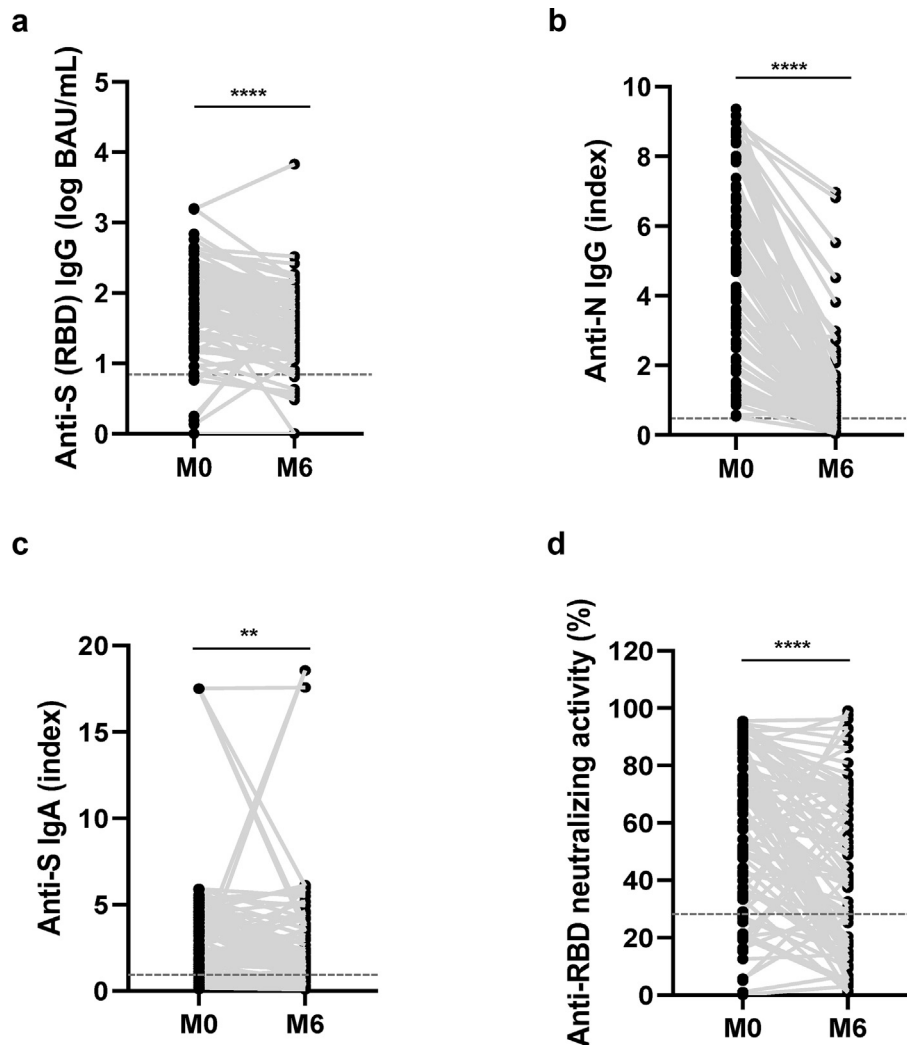 a
Anti-S (RBD) IgG (log BAU/mL)
5
4
3
2
1
0
****
M0 M6
b
Anti-N IgG (index)
10
8
6
4
2
0
****
M0 M6
c
Anti-S IgA (index)
20
15
10
5
0
**
M0 M6
d
Anti-RBD neutralizing activity (%)
120
100
80
60
40
20
0
****
M0 M6